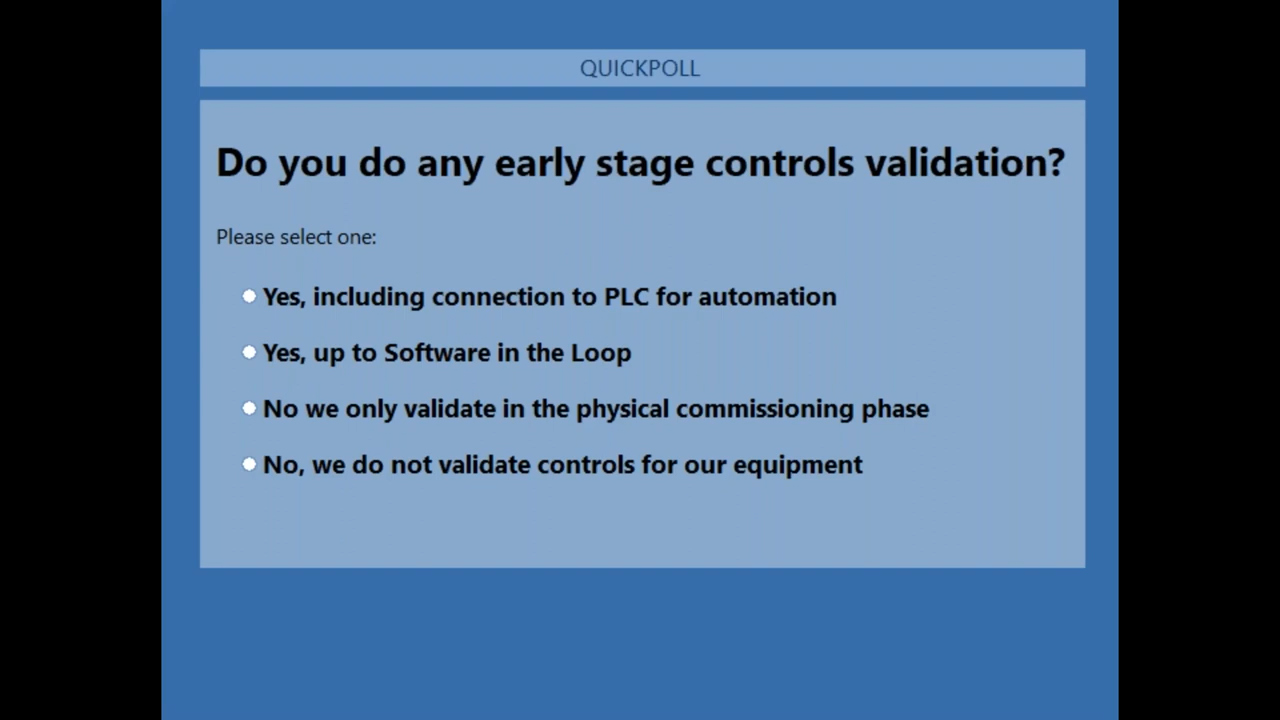 QUICKPOLL
Do you do any early stage controls validation?
Please select one:
Yes, including connection to PLC for automation
Yes, up to Software in the Loop
No we only validate in the physical commissioning phase
No, we do not validate controls for our equipment